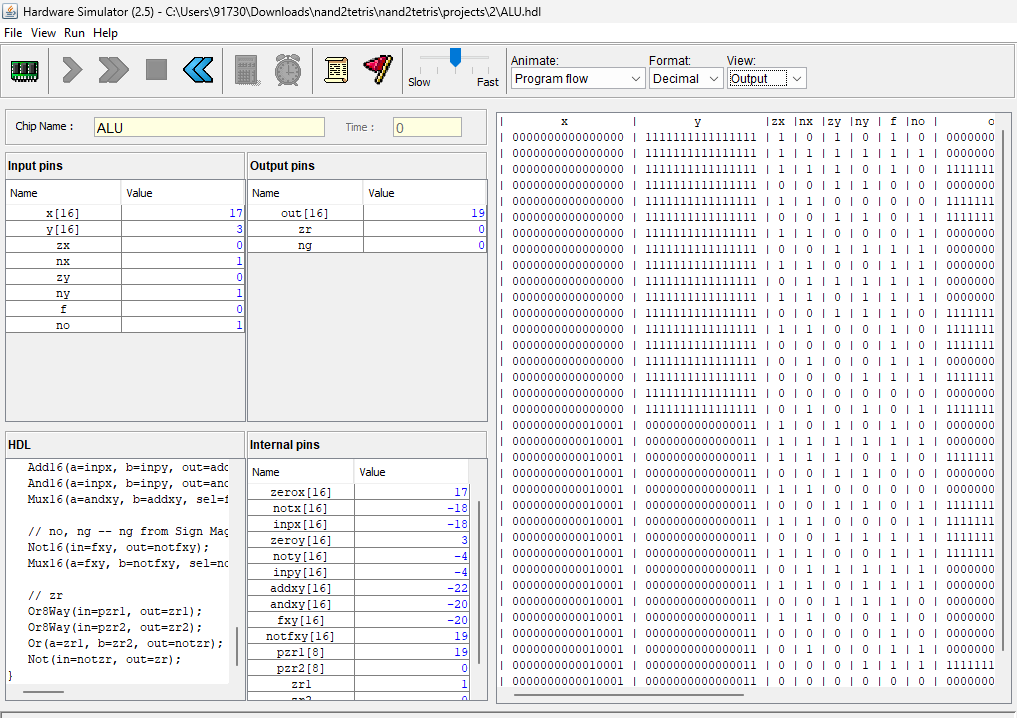 Hardware Simulator (2.5) - C:\Users\91730\Downloads\nand2tetris\nand2tetris\projects\2\ALU.hdl
File View Run Help
Slow Fast
Animate:
Program flow
Format:
Decimal
View:
Output
Chip Name : ALU Time : 0
Input pins
Name Value
x[16] 17
y[16] 3
zx 0
nx 1
zy 0
ny 1
f 0
no 1
Output pins
Name Value
out[16] 19
zr 0
ng 0
HDL
Add16(a=inpx, b=inpy, out=add
And16(a=inpx, b=inpy, out=and
Mux16(a=andxy, b=addxy, sel=f
// no, ng -- ng from Sign Mag
Not16(in=fxy, out=notfxy);
Mux16(a=fxy, b=notfxy, sel=no
// zr
Or8Way(in=pzr1, out=zr1);
Or8Way(in=pzr2, out=zr2);
Or(a=zr1, b=zr2, out=notzr);
Not(in=notzr, out=zr);
}
Internal pins
Name Value
zerox[16] 17
notx[16] -18
inpx[16] -18
zeroy[16] 3
noty[16] -4
inpy[16] -4
addxy[16] -22
andxy[16] -20
fxy[16] -20
notfxy[16] 19
pzr1[8] 19
pzr2[8] 0
zr1 1
zr2 0
| x | y |zx |nx |zy |ny | f |no | o
| 0000000000000000 | 1111111111111111 | 1 | 0 | 1 | 0 | 1 | 0 | 0000000
| 0000000000000000 | 1111111111111111 | 1 | 1 | 1 | 1 | 1 | 1 | 0000000
| 0000000000000000 | 1111111111111111 | 1 | 1 | 1 | 0 | 1 | 0 | 1111111
| 0000000000000000 | 1111111111111111 | 0 | 0 | 1 | 1 | 0 | 0 | 0000000
| 0000000000000000 | 1111111111111111 | 1 | 1 | 0 | 0 | 0 | 0 | 1111111
| 0000000000000000 | 1111111111111111 | 0 | 0 | 1 | 1 | 0 | 1 | 1111111
| 0000000000000000 | 1111111111111111 | 1 | 1 | 0 | 0 | 0 | 1 | 0000000
| 0000000000000000 | 1111111111111111 | 0 | 0 | 1 | 1 | 1 | 1 | 0000000
| 0000000000000000 | 1111111111111111 | 1 | 1 | 0 | 0 | 1 | 1 | 0000000
| 0000000000000000 | 1111111111111111 | 0 | 1 | 1 | 1 | 1 | 1 | 0000000
| 0000000000000000 | 1111111111111111 | 1 | 1 | 0 | 1 | 1 | 1 | 0000000
| 0000000000000000 | 1111111111111111 | 0 | 0 | 1 | 1 | 1 | 0 | 1111111
| 0000000000000000 | 1111111111111111 | 1 | 1 | 0 | 0 | 1 | 0 | 1111111
| 0000000000000000 | 1111111111111111 | 0 | 0 | 0 | 0 | 1 | 0 | 1111111
| 0000000000000000 | 1111111111111111 | 0 | 1 | 0 | 0 | 1 | 1 | 0000000
| 0000000000000000 | 1111111111111111 | 0 | 0 | 0 | 1 | 1 | 1 | 1111111
| 0000000000000000 | 1111111111111111 | 0 | 0 | 0 | 0 | 0 | 0 | 0000000
| 0000000000000000 | 1111111111111111 | 0 | 1 | 0 | 1 | 0 | 1 | 1111111
| 0000000000010001 | 0000000000000011 | 1 | 0 | 1 | 0 | 1 | 0 | 0000000
| 0000000000010001 | 0000000000000011 | 1 | 1 | 1 | 1 | 1 | 1 | 0000000
| 0000000000010001 | 0000000000000011 | 1 | 1 | 1 | 0 | 1 | 0 | 1111111
| 0000000000010001 | 0000000000000011 | 0 | 0 | 1 | 1 | 0 | 0 | 0000000
| 0000000000010001 | 0000000000000011 | 1 | 1 | 0 | 0 | 0 | 0 | 0000000
| 0000000000010001 | 0000000000000011 | 0 | 0 | 1 | 1 | 0 | 1 | 1111111
| 0000000000010001 | 0000000000000011 | 1 | 1 | 0 | 0 | 0 | 1 | 1111111
| 0000000000010001 | 0000000000000011 | 0 | 0 | 1 | 1 | 1 | 1 | 1111111
| 0000000000010001 | 0000000000000011 | 1 | 1 | 0 | 0 | 1 | 1 | 1111111
| 0000000000010001 | 0000000000000011 | 0 | 1 | 1 | 1 | 1 | 1 | 0000000
| 0000000000010001 | 0000000000000011 | 1 | 1 | 0 | 1 | 1 | 1 | 0000000
| 0000000000010001 | 0000000000000011 | 0 | 0 | 1 | 1 | 1 | 0 | 0000000
| 0000000000010001 | 0000000000000011 | 1 | 1 | 0 | 0 | 1 | 0 | 0000000
| 0000000000010001 | 0000000000000011 | 0 | 0 | 0 | 0 | 1 | 0 | 0000000
| 0000000000010001 | 0000000000000011 | 0 | 1 | 0 | 0 | 1 | 1 | 0000000
| 0000000000010001 | 0000000000000011 | 0 | 0 | 0 | 1 | 1 | 1 | 1111111
| 0000000000010001 | 0000000000000011 | 0 | 0 | 0 | 0 | 0 | 0 | 0000000